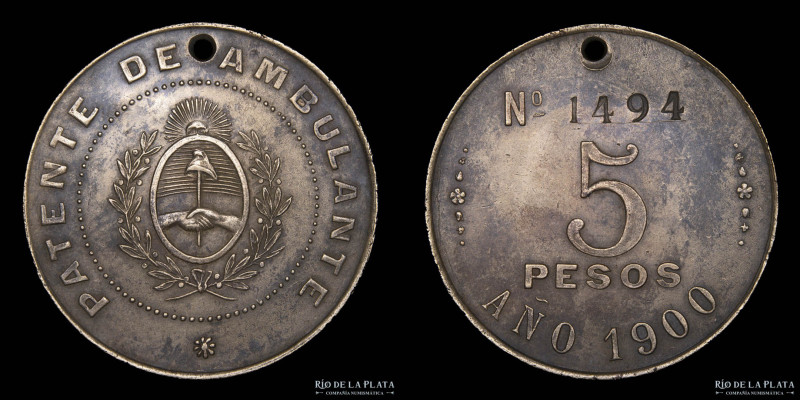 PATENTE DE AMBULANTE
Nº 1494
5
PESOS
AÑO 1900
RÍO DE LA PLATA
COMPAÑÍA NUMISMÁTICA
RÍO DE LA PLATA
COMPAÑÍA NUMISMÁTICA